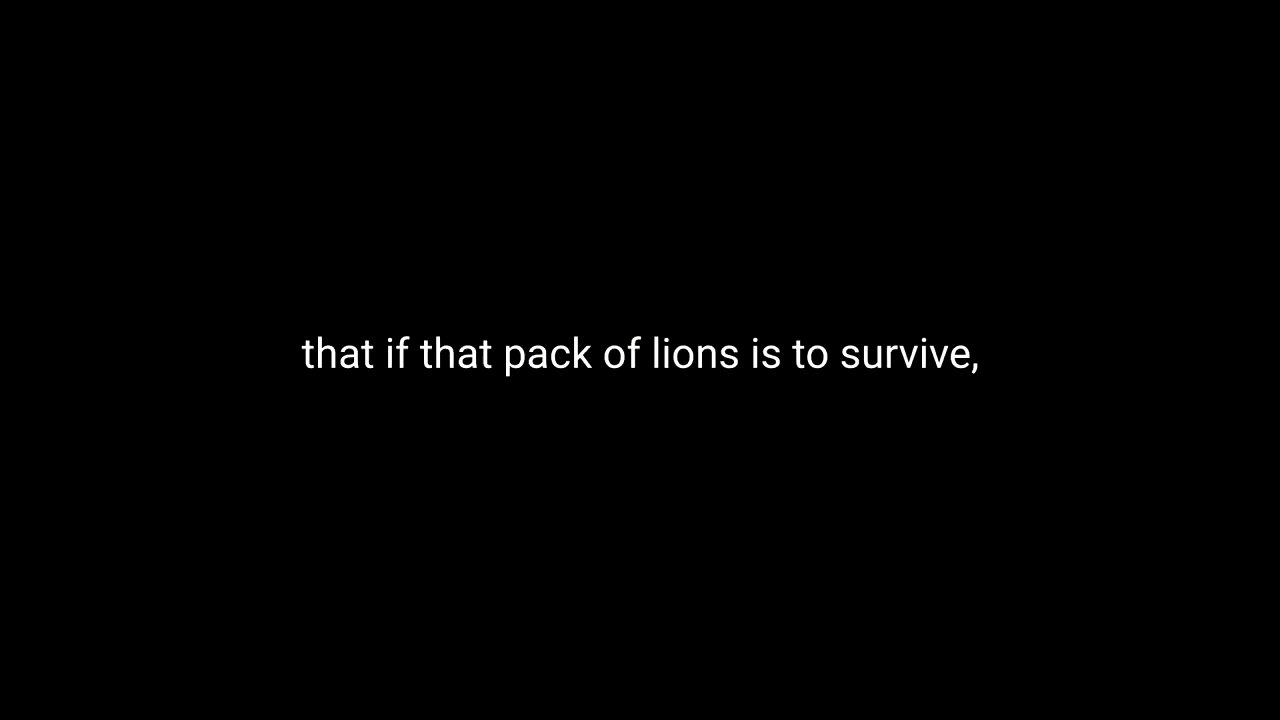 that if that pack of lions is to survive,